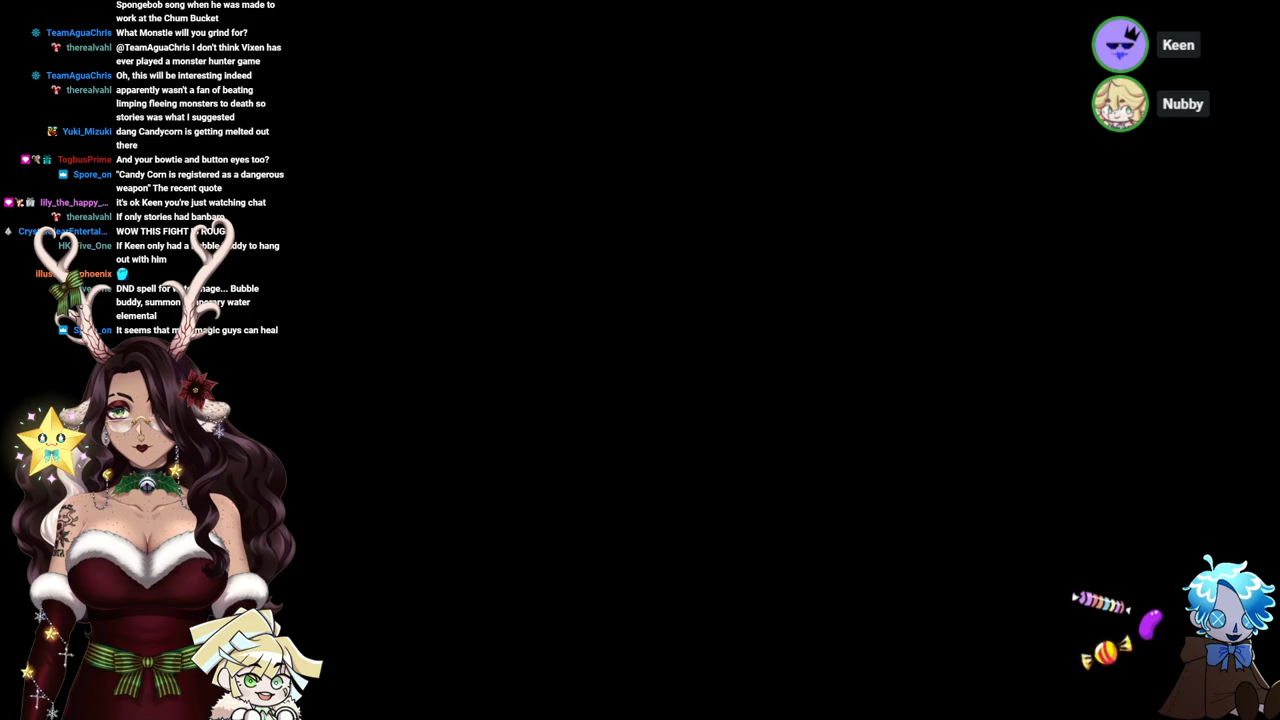 Spongebob song when he was made to
work at the Chum Bucket
TeamAguaChris What Monstie will you grind for?
therealvahl @TeamAguaChris I don't think Vixen has
ever played a monster hunter game
TeamAguaChris Oh, this will be interesting indeed
therealvahl apparently wasn't a fan of beating
limping fleeing monsters to death so
stories was what I suggested
Yuki_Mizuki dang Candycorn is getting melted out
there
TogbusPrime And your bowtie and button eyes too?
Spore_on "Candy Corn is registered as a dangerous
weapon" The recent quote
lily_the_happy_... it's ok Keen you're just watching chat
therealvahl If only stories had banbaro
WOW THIS FIGHT
If Keen only had a to hang
out with him
DND spell for Bubble
buddy, summon water
elemental
It seems that guys can heal
Keen
Nubby